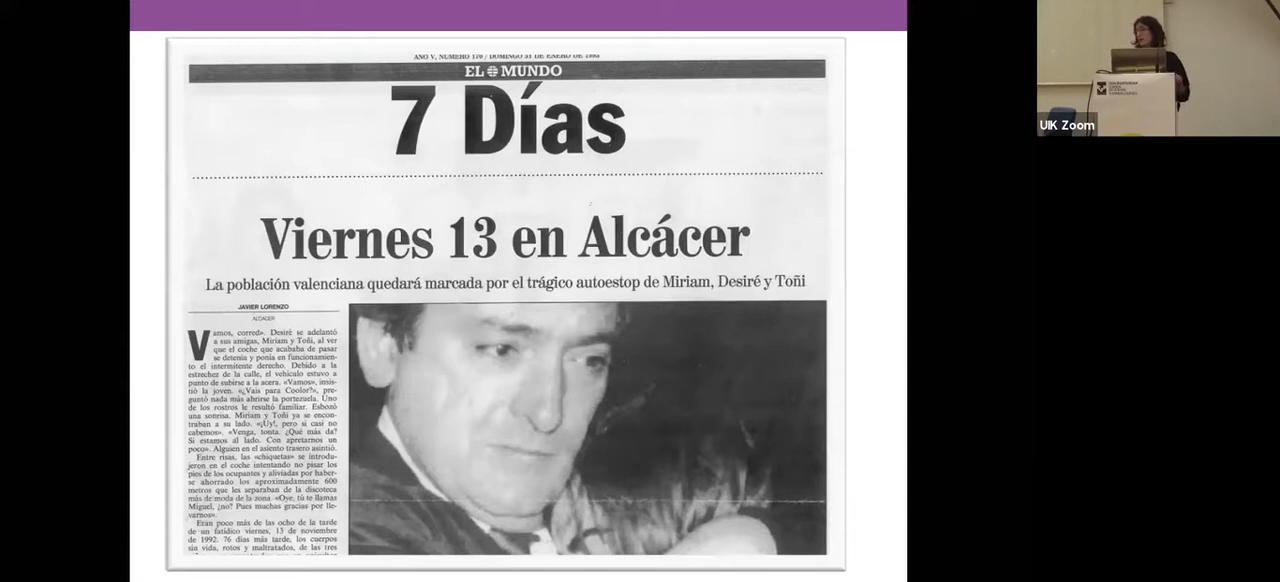 AÑO V, NUMERO 170 / DOMINGO 31 DE ENERO DE 1993
EL MUNDO
7 Días
Viernes 13 en Alcácer
La población valenciana quedará marcada por el trágico autoestop de Miriam, Desiré y Toñi
JAVIER LORENZO
ALCACER
Vamos, corred». Desiré se adelantó
a sus amigas, Miriam y Toñi, al ver
que el coche que acababa de pasar
se detenía y ponía en funcionamien-
to el intermitente derecho. Debido a la
estrechez de la calle, el vehículo estuvo a
punto de subirse a la acera. «Vamos», insis-
tió la joven. «¿Vais para Coolor?», pre-
guntó nada más abrirse la portezuela. Uno
de los rostros le resultó familiar. Esbozó
una sonrisa. Miriam y Toñi ya se encon-
traban a su lado. «¡Uy!, pero si casi no
cabemos». «Venga, tonta. ¿Qué más da?
Si estamos al lado. Con apretarnos un
poco». Alguien en el asiento trasero asintió.
Entre risas, las «chiquetas» se introdu-
jeron en el coche intentando no pisar los
pies de los ocupantes y aliviadas por haber-
se ahorrado los aproximadamente 600
metros que les separaban de la discoteca
más de moda de la zona. «Oye, tú te llamas
Miguel, ¿no? Pues muchas gracias por lle-
varnos».
Eran poco más de las ocho de la tarde
de un fatídico viernes, 13 de noviembre
de 1992. 76 días más tarde, los cuerpos
sin vida, rotos y maltratados, de las tres
UIK Zoom